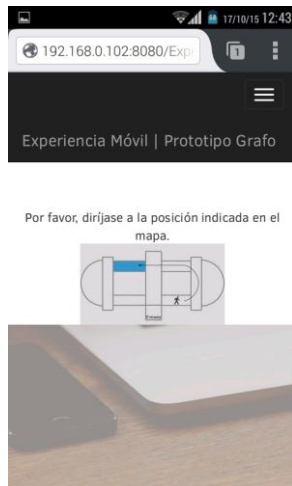 17/10/15 12:43
192.168.0.102:8080/Exp
1
Experiencia Móvil | Prototipo Grafo
Por favor, diríjase a la posición indicada en el
mapa.